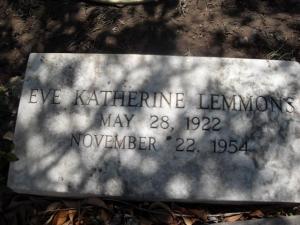 EVE KATHERINE LEMMONS
MAY 28, 1922
NOVEMBER 22, 1954